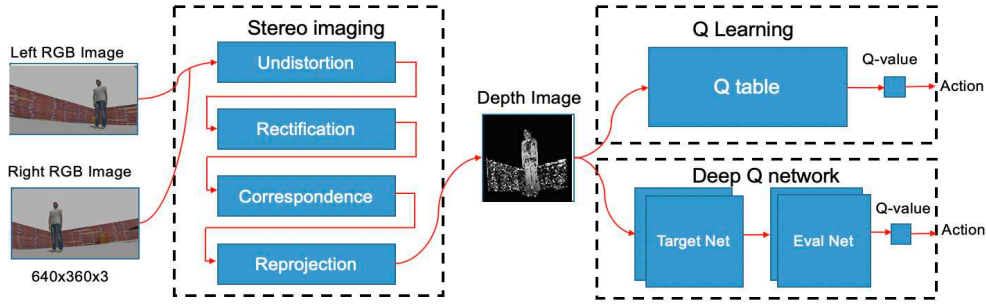 Left RGB Image
Right RGB Image
640x360x3
Stereo imaging
Undistortion
Rectification
Correspondence
Reprojection
Depth Image
Q Learning
Q table
Q-value
Action
Deep Q network
Target Net
Eval Net
Q-value
Action